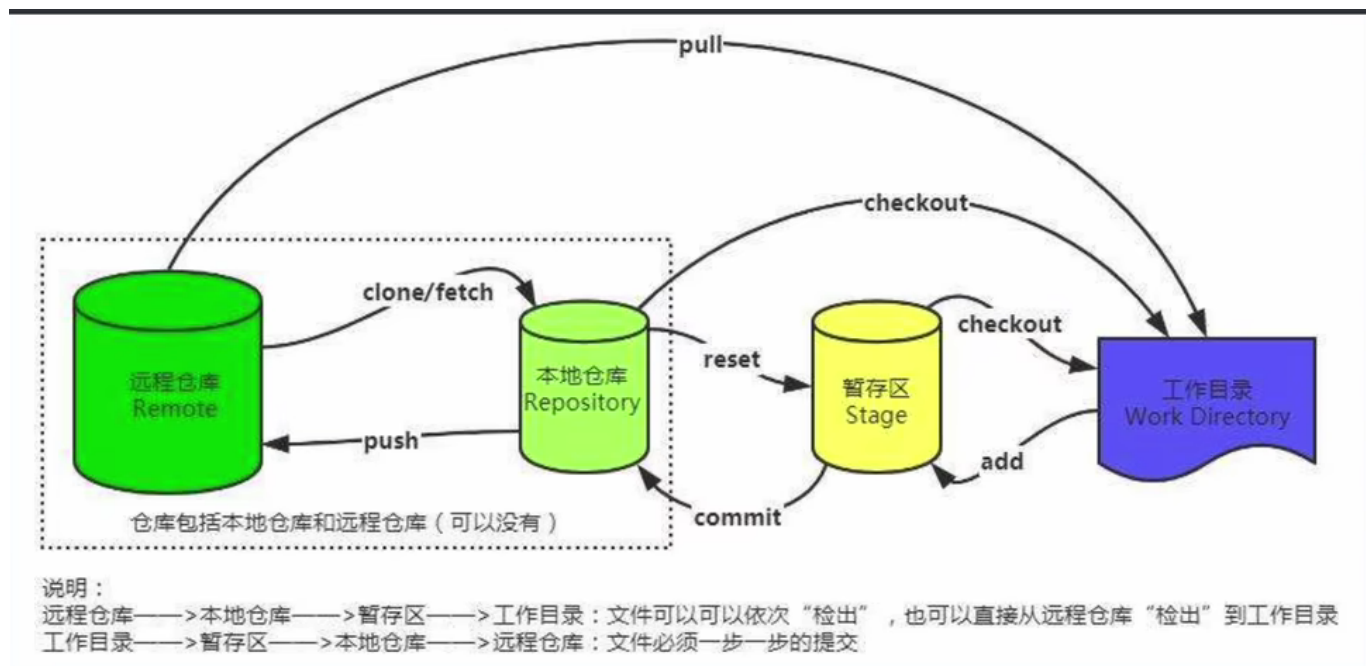 pull
checkout
clone/fetch
checkout
reset
远程仓库
Remote
本地仓库
Repository
暂存区
Stage
工作目录
Work Directory
push
add
commit
仓库包括本地仓库和远程仓库（可以没有）
说明：
远程仓库——>本地仓库——>暂存区——>工作目录：文件可以可以依次“检出”，也可以直接从远程仓库“检出”到工作目录
工作目录——>暂存区——>本地仓库——>远程仓库：文件必须一步一步的提交